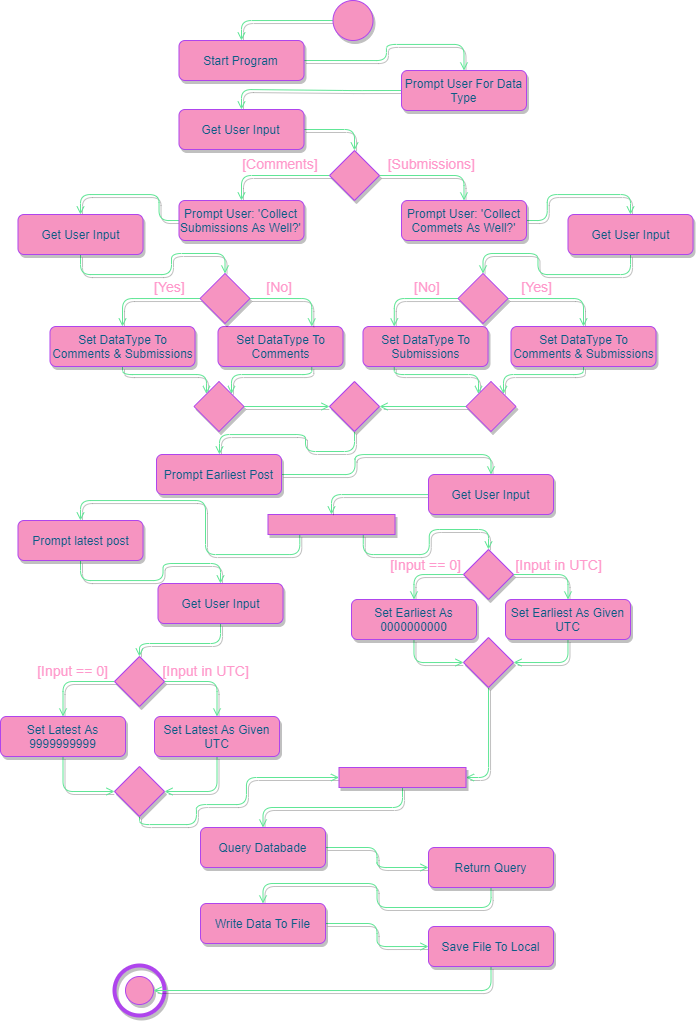 Start Program
Prompt User For Data
Type
Get User Input
[Comments]
[Submissions]
Prompt User: 'Collect
Submissions As Well?'
Prompt User: 'Collect
Commets As Well?'
Get User Input
Get User Input
[Yes]
[No]
[No]
[Yes]
Set DataType To
Comments & Submissions
Set DataType To
Comments
Set DataType To
Submissions
Set DataType To
Comments & Submissions
Prompt Earliest Post
Get User Input
Prompt latest post
[Input == 0]
[Input in UTC]
Get User Input
Set Earliest As
0000000000
Set Earliest As Given
UTC
[Input == 0]
[Input in UTC]
Set Latest As
9999999999
Set Latest As Given
UTC
Query Databade
Return Query
Write Data To File
Save File To Local